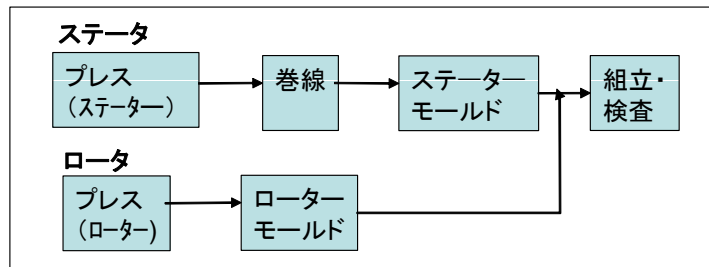 ステータ
プレス
（ステーター）
巻線
ステーター
モールド
組立・
検査
ロータ
プレス
（ローター)
ローター
モールド